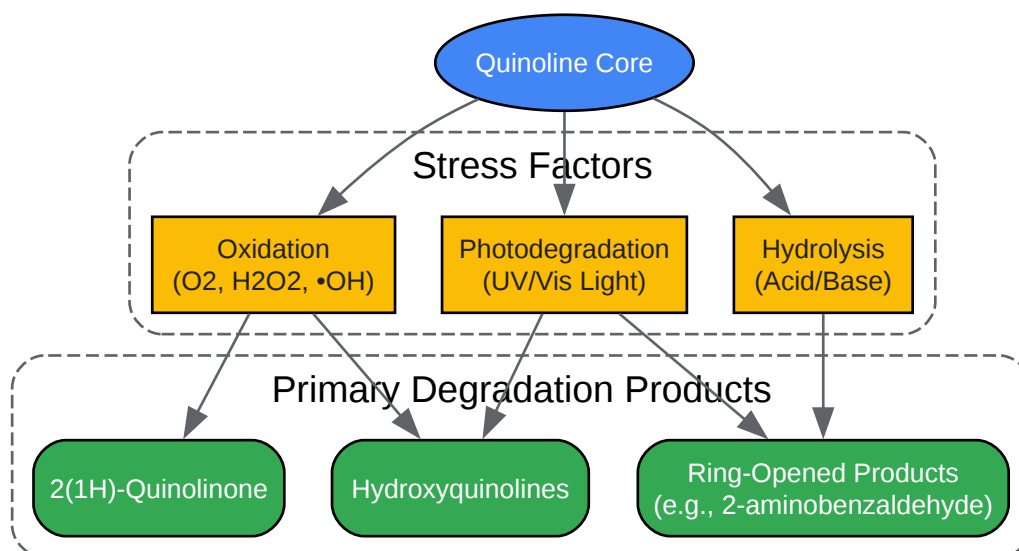 Quinoline Core
Stress Factors
Oxidation
(O2, H2O2, •OH)
Photodegradation
(UV/Vis Light)
Hydrolysis
(Acid/Base)
Primary Degradation Products
2(1H)-Quinolinone
Hydroxyquinolines
Ring-Opened Products
(e.g., 2-aminobenzaldehyde)